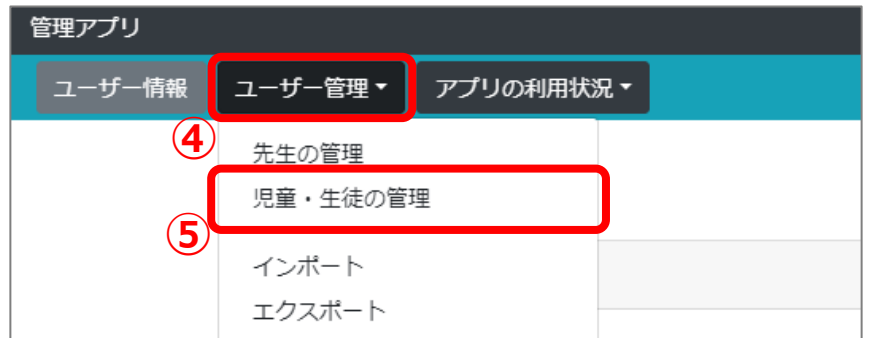 管理アプリ
ユーザー情報 ユーザー管理▼ アプリの利用状況▼
④
先生の管理
児童・生徒の管理
⑤
インポート
エクスポート